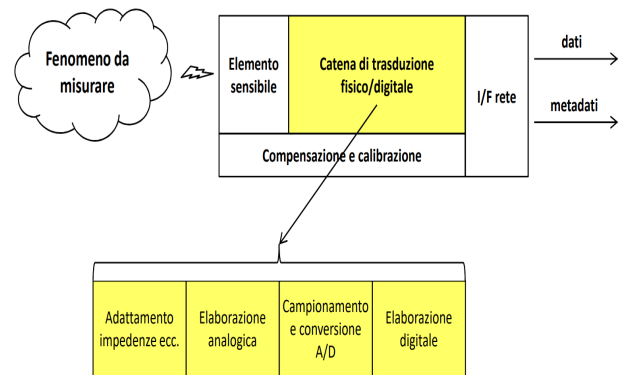 Fenomeno da
misurare
Elemento
sensibile
Catena di trasduzione
fisico/digitale
I/F rete
dati
metadati
Compensazione e calibrazione
Adattamento
impedenze ecc.
Elaborazione
analogica
Campionamento
e conversione
A/D
Elaborazione
digitale